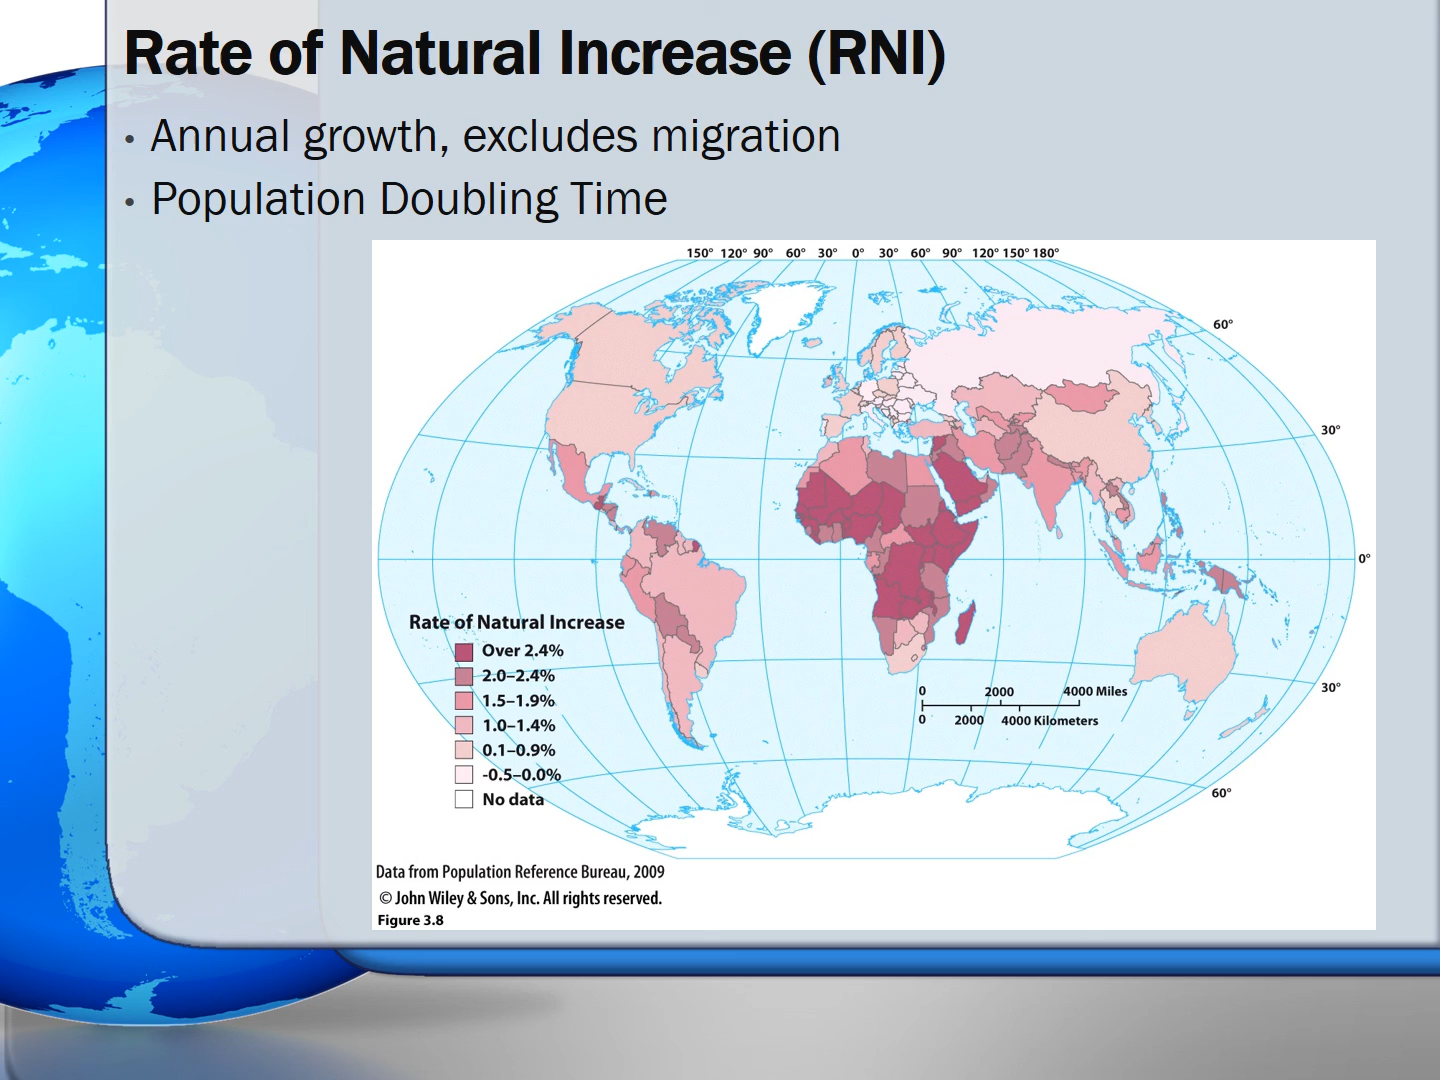 Rate of Natural Increase (RNI)
• Annual growth, excludes migration
• Population Doubling Time
150° 120° 90° 60° 30° 0° 30° 60° 90° 120° 150° 180°
60°
30°
0°
Rate of Natural Increase
Over 2.4%
2.0–2.4%
1.5–1.9%
1.0–1.4%
0.1–0.9%
-0.5–0.0%
No data
0 2000 4000 Miles
0 2000 4000 Kilometers
30°
60°
Data from Population Reference Bureau, 2009
© John Wiley & Sons, Inc. All rights reserved.
Figure 3.8